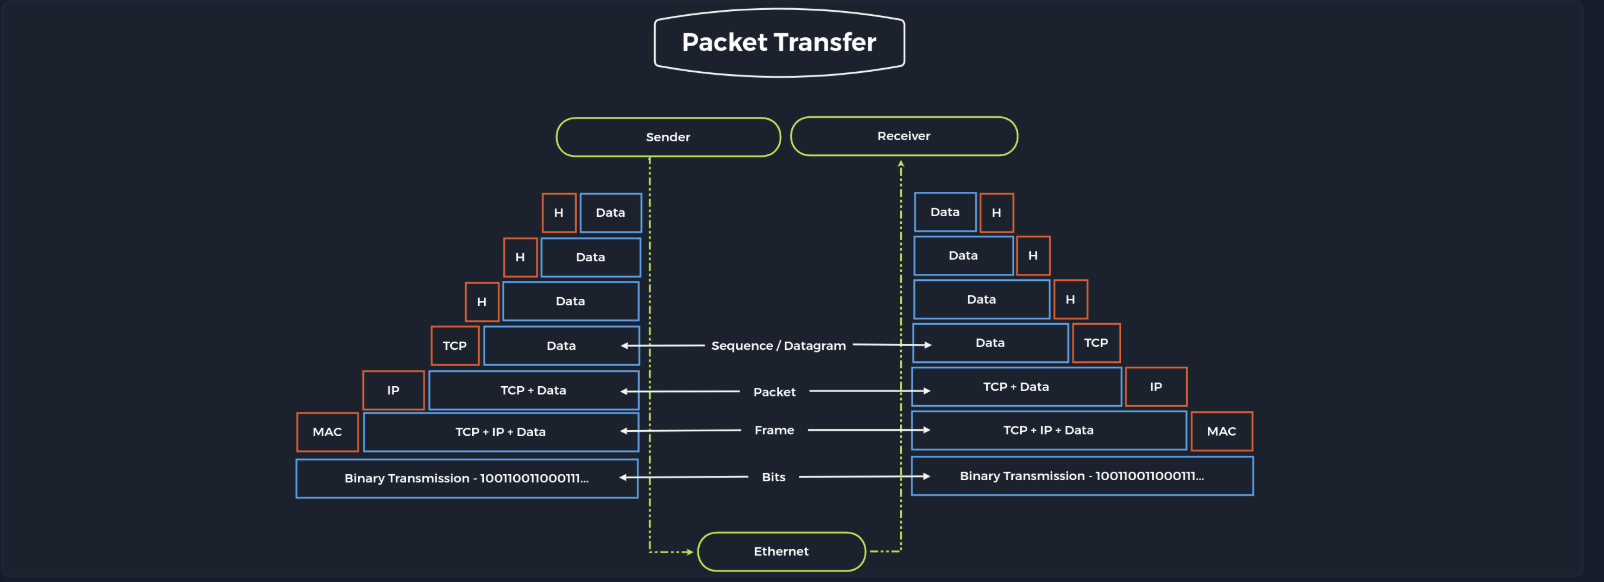 Packet Transfer
Sender
Receiver
H
Data
Data
H
H
Data
Data
H
H
Data
Data
H
TCP
Data
Sequence / Datagram
Data
TCP
IP
TCP + Data
Packet
TCP + Data
IP
MAC
TCP + IP + Data
Frame
TCP + IP + Data
MAC
Binary Transmission - 100110011000111...
Bits
Binary Transmission - 100110011000111...
Ethernet